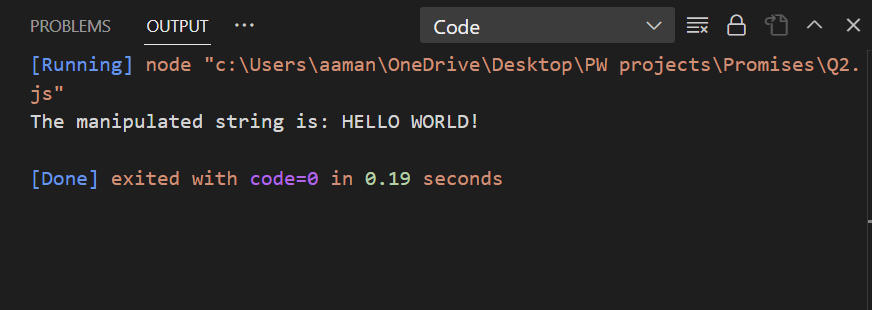 PROBLEMS OUTPUT ... Code
[Running] node "c:\Users\aaman\OneDrive\Desktop\PW projects\Promises\Q2.
js"
The manipulated string is: HELLO WORLD!
[Done] exited with code=0 in 0.19 seconds